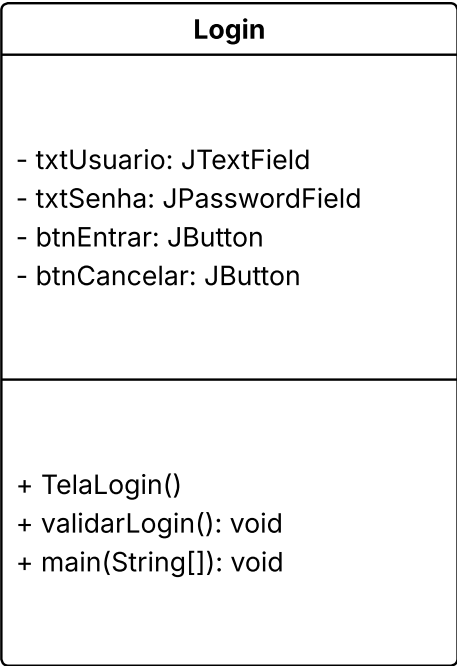 Login
- txtUsuario: JTextField
- txtSenha: JPasswordField
- btnEntrar: JButton
- btnCancelar: JButton
+ TelaLogin()
+ validarLogin(): void
+ main(String[]): void